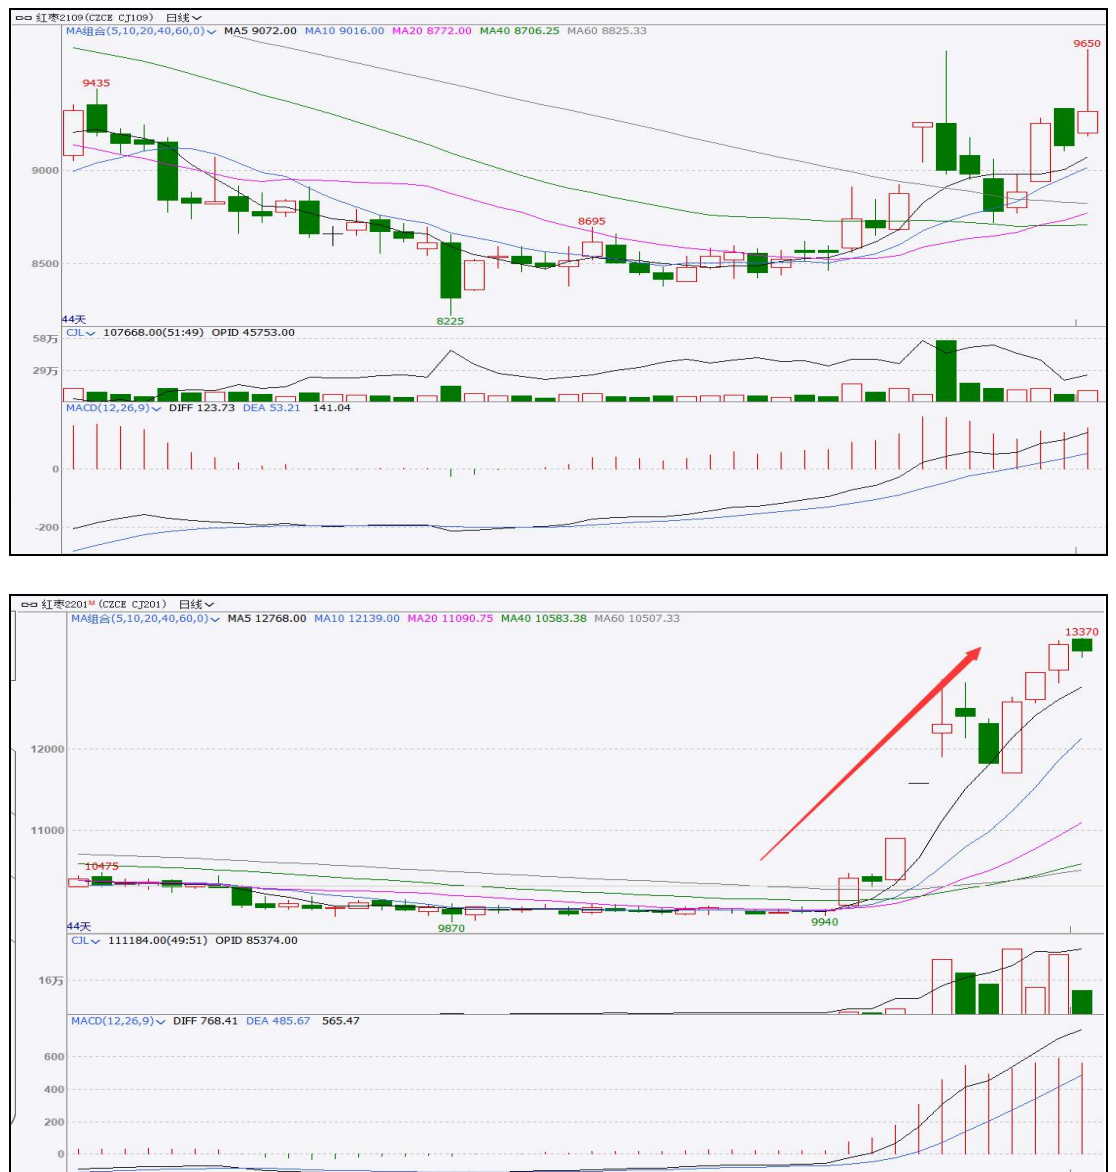 红枣2109(CZCE CJ109) 日线
MA组合(5,10,20,40,60,0) MA5 9072.00 MA10 9016.00 MA20 8772.00 MA40 8706.25 MA60 8825.33
9650
9435
9000
8695
8500
44天
8225
CJL 107668.00(51:49) OPID 45753.00
58万
29万
MACD(12,26,9) DIFF 123.73 DEA 53.21 141.04
0
-200
红枣2201M(CZCE CJ201) 日线
MA组合(5,10,20,40,60,0) MA5 12768.00 MA10 12139.00 MA20 11090.75 MA40 10583.38 MA60 10507.33
13370
12000
11000
10475
44天
9870
9940
CJL 111184.00(49:51) OPID 85374.00
16万
MACD(12,26,9) DIFF 768.41 DEA 485.67 565.47
600
400
200
0